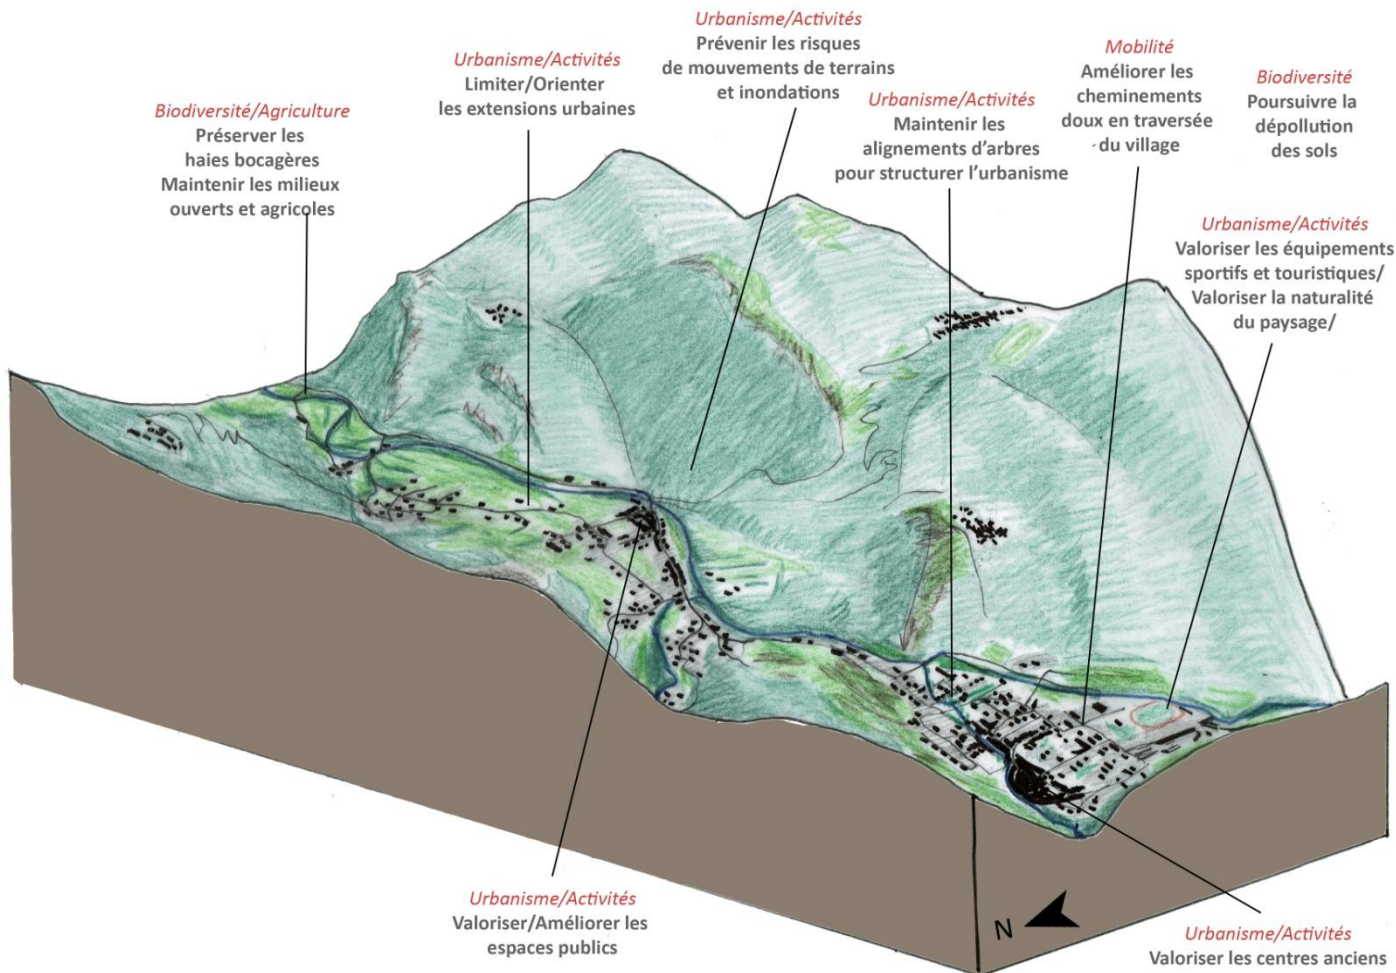 Urbanisme/Activités
Prévenir les risques
de mouvements de terrains
et inondations
Urbanisme/Activités
Limiter/Orienter
les extensions urbaines
Mobilité
Améliorer les
cheminements
doux en traversée
du village
Biodiversité
Poursuivre la
dépollution
des sols
Biodiversité/Agriculture
Préserver les
haies bocagères
Maintenir les milieux
ouverts et agricoles
Urbanisme/Activités
Maintenir les
alignements d'arbres
pour structurer l'urbanisme
Urbanisme/Activités
Valoriser les équipements
sportifs et touristiques/
Valoriser la naturalité
du paysage/
Urbanisme/Activités
Valoriser/Améliorer les
espaces publics
N
Urbanisme/Activités
Valoriser les centres anciens